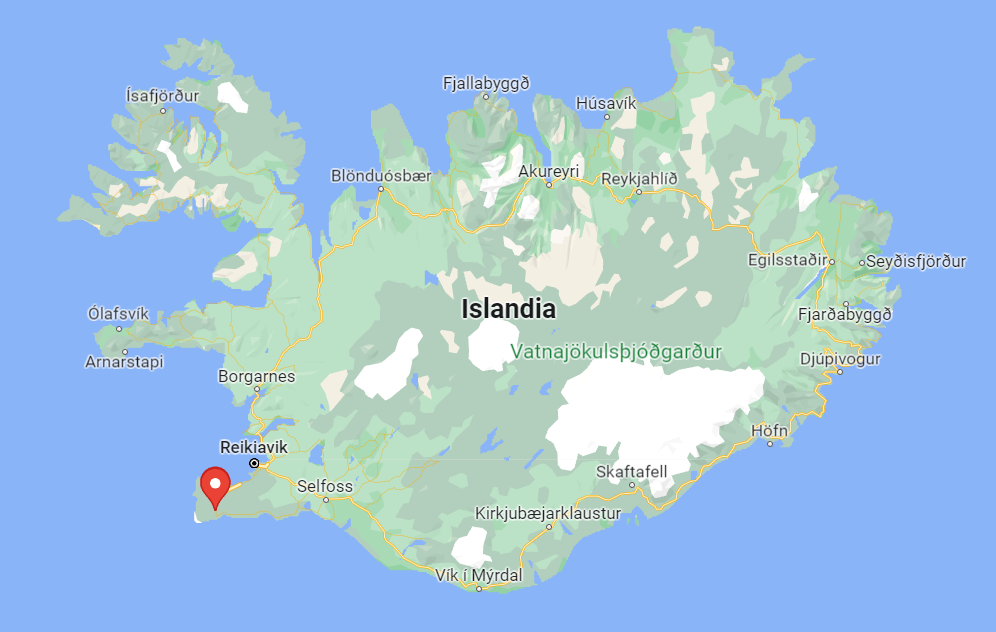 Fjallabyggð
Ísafjörður
Húsavík
Akureyri
Blönduósbær
Reykjahlíð
Egilsstaðir
Seyðisfjörður
Islandia
Ólafsvík
Fjarðabyggð
Vatnajökulsþjóðgarður
Arnarstapi
Djúpivogur
Borgarnes
Höfn
Reikiavik
Skaftafell
Selfoss
Kirkjubæjarklaustur
Vík í Mýrdal